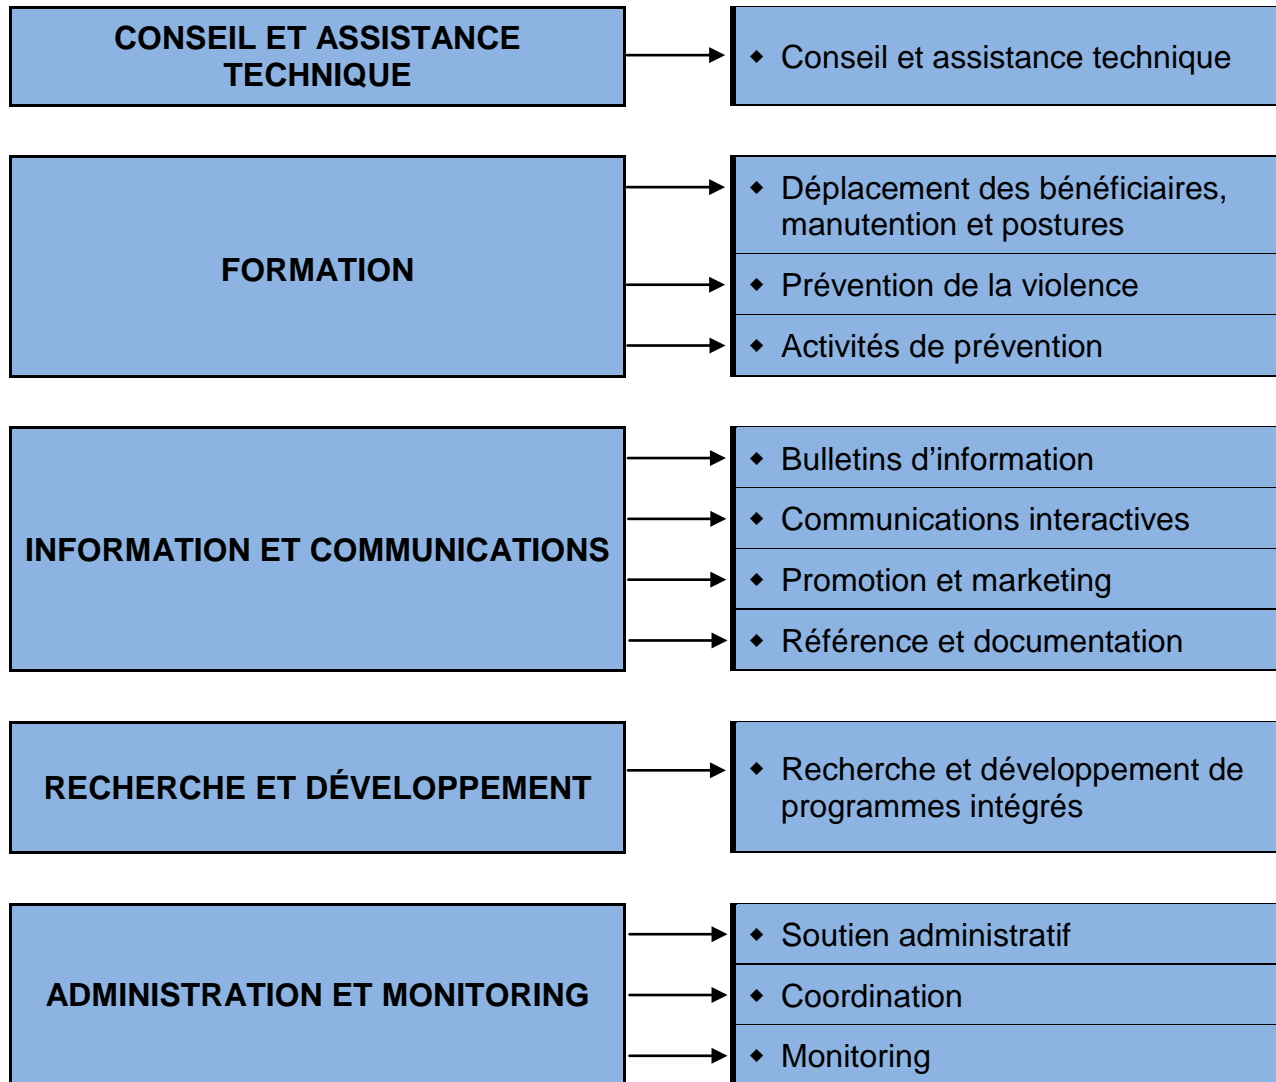 CONSEIL ET ASSISTANCE
TECHNIQUE
◆ Conseil et assistance technique
FORMATION
◆ Déplacement des bénéficiaires,
manutention et postures
◆ Prévention de la violence
◆ Activités de prévention
INFORMATION ET COMMUNICATIONS
◆ Bulletins d’information
◆ Communications interactives
◆ Promotion et marketing
◆ Référence et documentation
RECHERCHE ET DÉVELOPPEMENT
◆ Recherche et développement de
programmes intégrés
ADMINISTRATION ET MONITORING
◆ Soutien administratif
◆ Coordination
◆ Monitoring